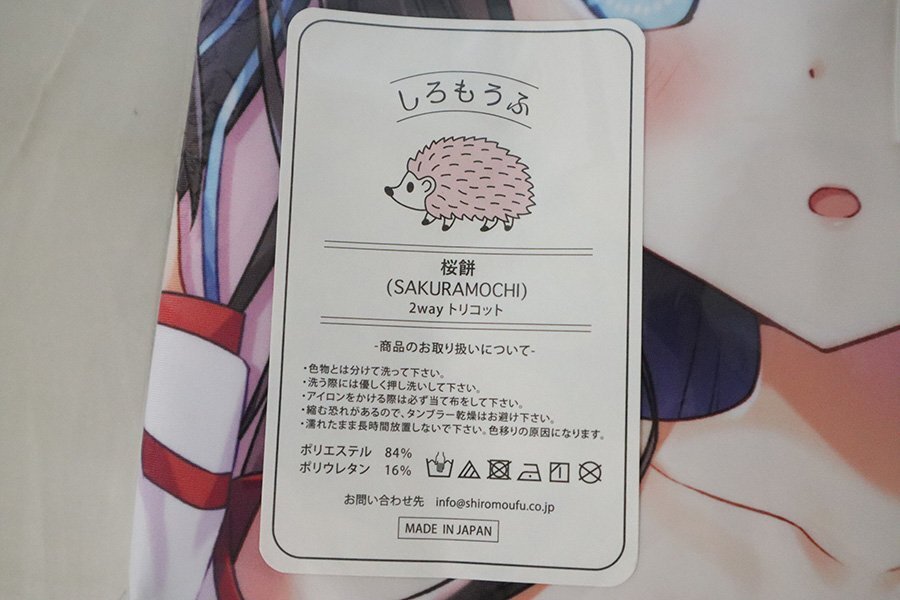 しろもうふ
桜餅
(SAKURAMOCHI)
2way トリコット
-商品のお取り扱いについて-
・色物とは分けて洗って下さい。
・洗う際には優しく押し洗いして下さい。
・アイロンをかける際は必ず当て布をして下さい。
・縮む恐れがあるので、タンブラー乾燥はお避け下さい。
・濡れたまま長時間放置しないで下さい。色移りの原因になります。
ポリエステル 84%
ポリウレタン 16%
お問い合わせ先 info@shiromoufu.co.jp
MADE IN JAPAN